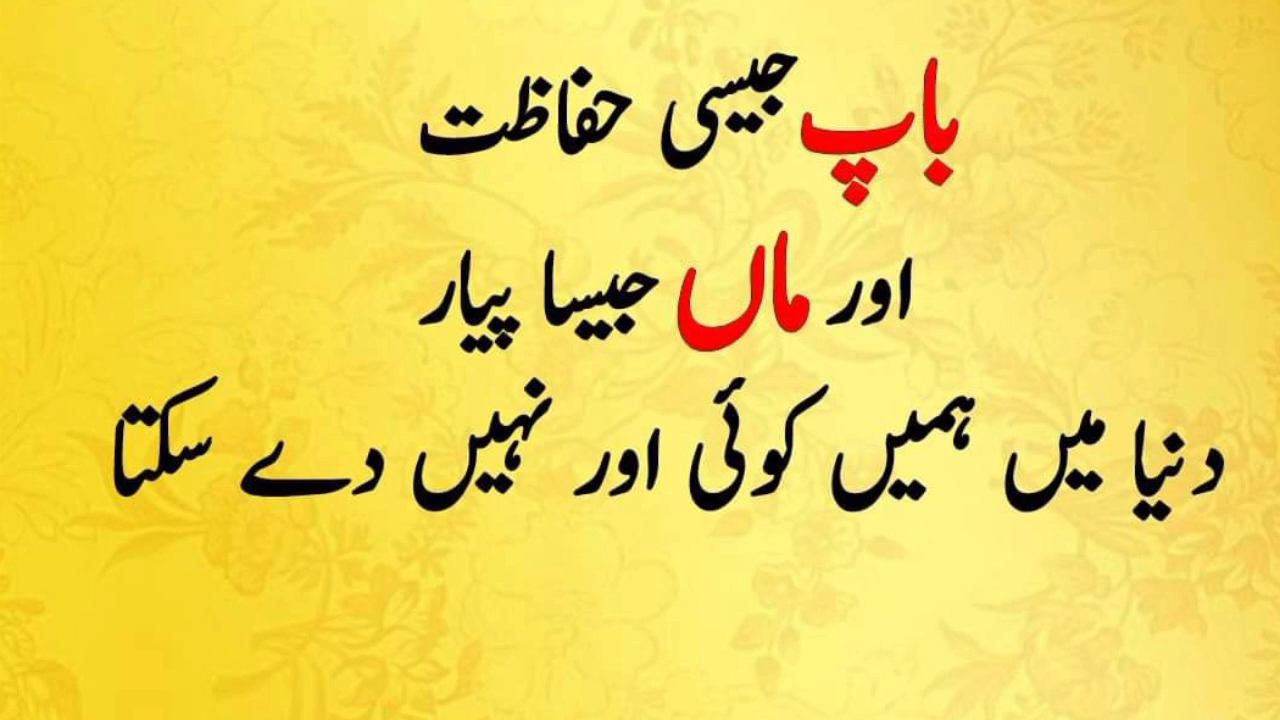 باپ جیسی حفاظت
اور ماں جیسا پیار
دنیا میں ہمیں کوئی اور نہیں دے سکتا